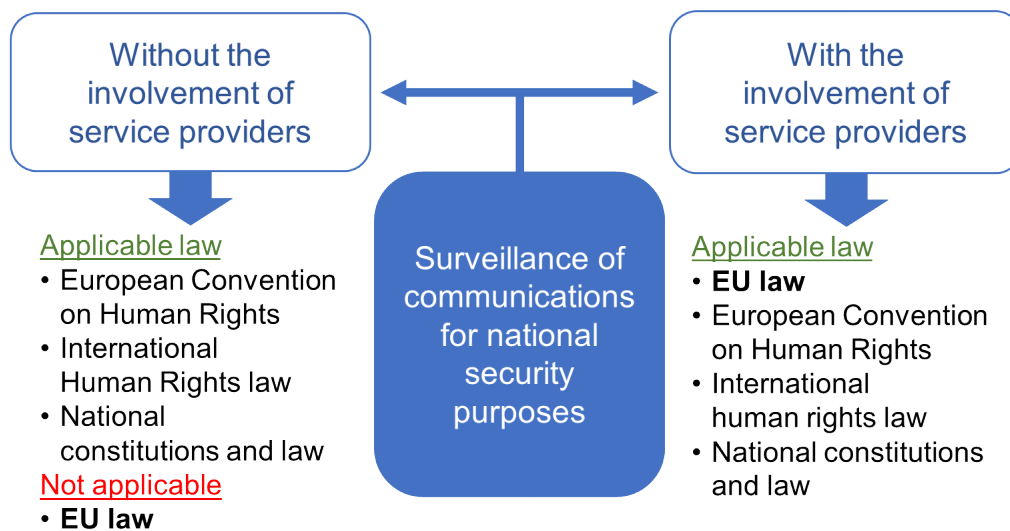 Without the
involvement of
service providers
Applicable law
• European Convention
on Human Rights
• International
Human Rights law
• National
constitutions and law
Not applicable
• EU law
Surveillance of
communications
for national
security
purposes
With the
involvement of
service providers
Applicable law
• EU law
• European Convention
on Human Rights
• International
human rights law
• National constitutions
and law